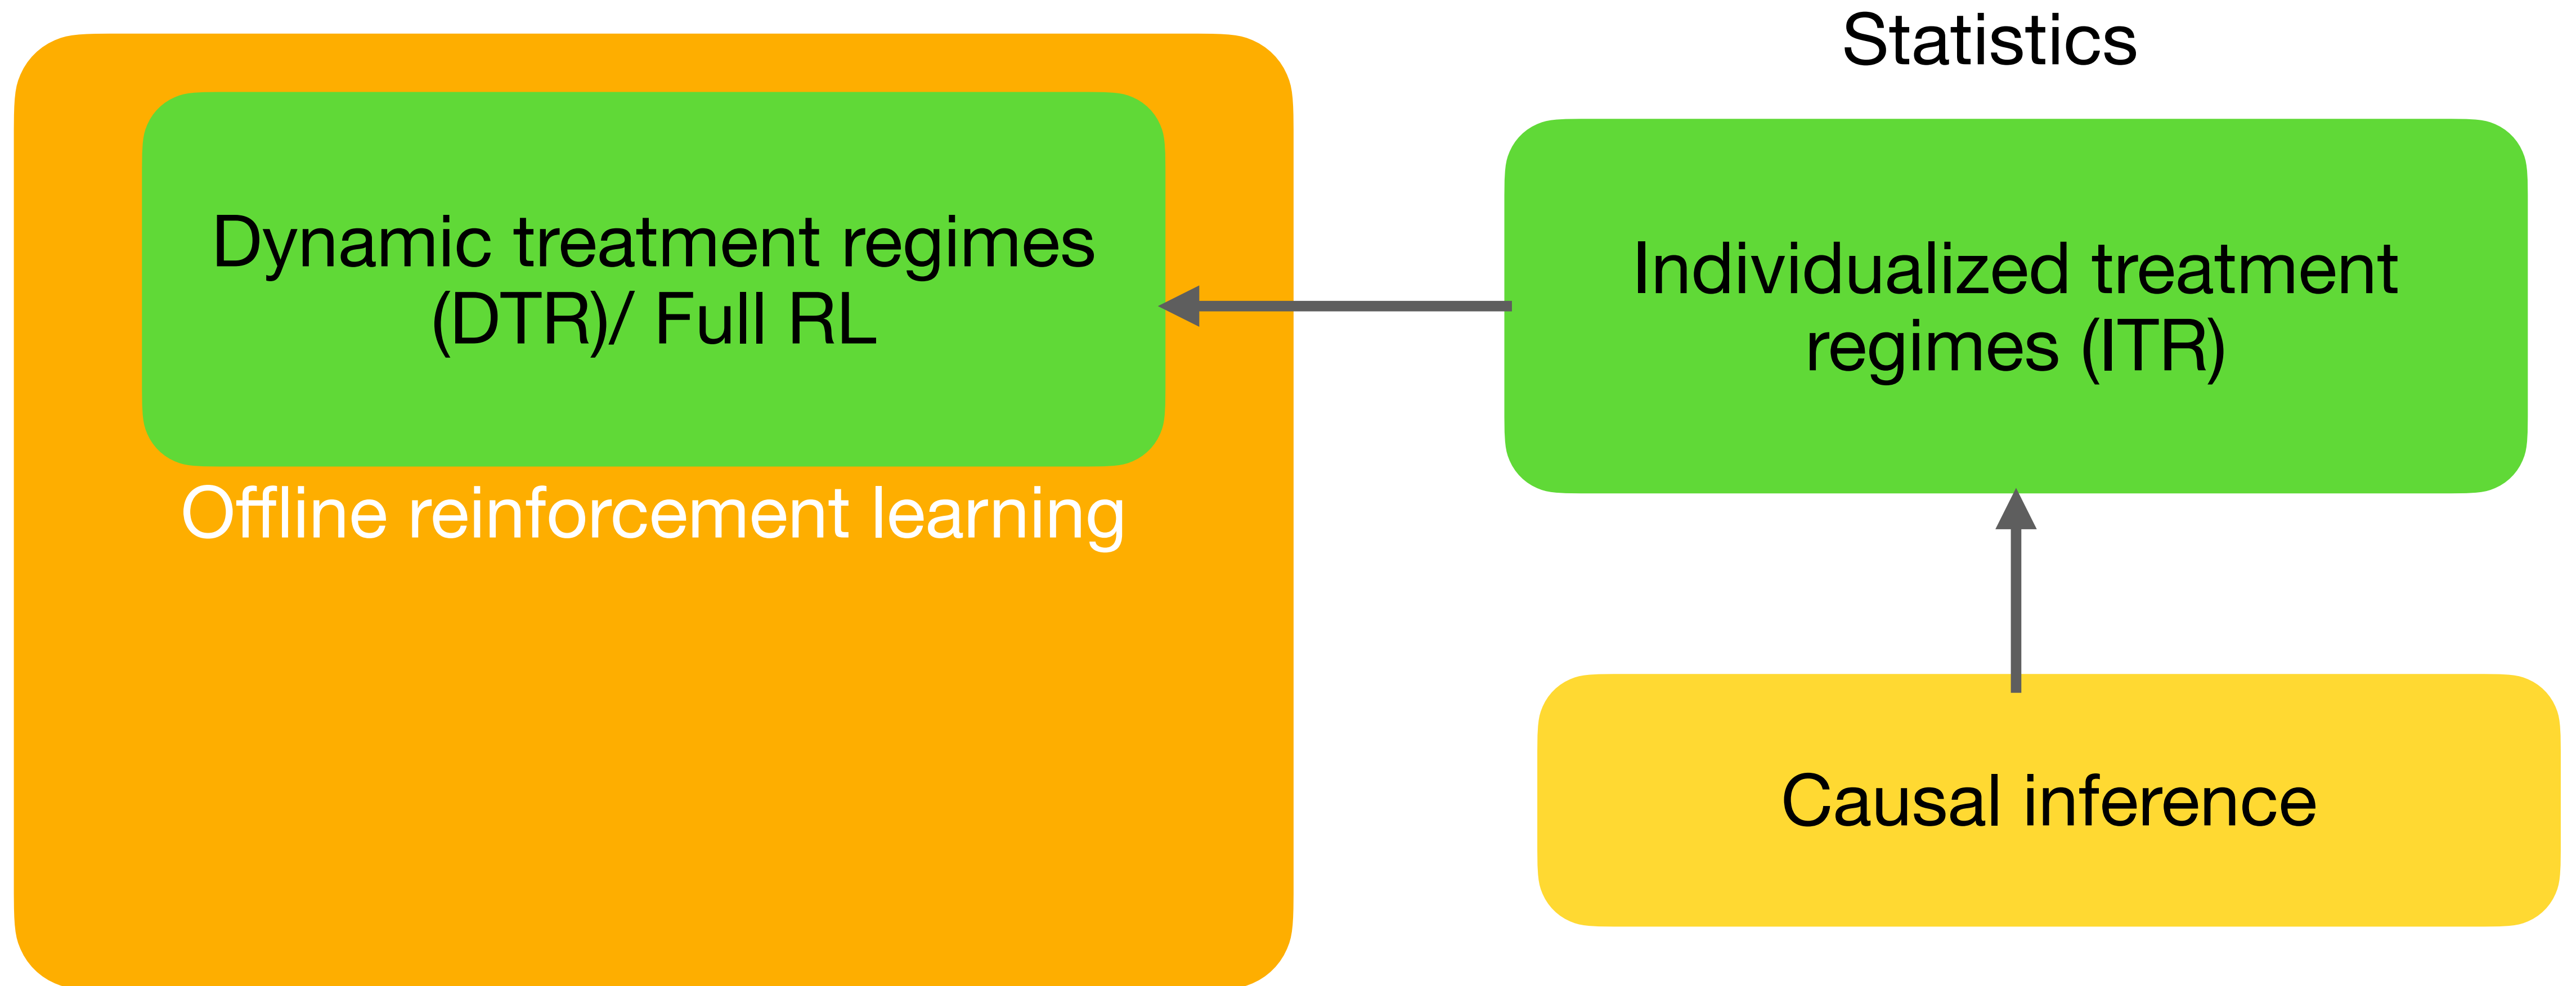 Statistics
Dynamic treatment regimes
(DTR)/ Full RL
Offline reinforcement learning
Individualized treatment
regimes (ITR)
Causal inference